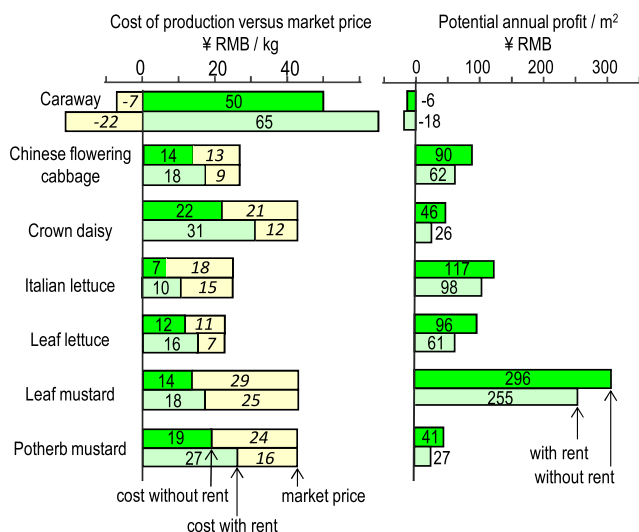 Cost of production versus market price
¥ RMB / kg
Potential annual profit / m²
¥ RMB
0 20 40
0 100 200 300
Caraway
-7 50
-22 65
-6
-18
Chinese flowering
cabbage
14 13
18 9
90
62
Crown daisy
22 21
31 12
46
26
Italian lettuce
7 18
10 15
117
98
Leaf lettuce
12 11
16 7
96
61
Leaf mustard
14 29
18 25
296
255
Potherb mustard
19 24
27 16
41
27
with rent
without rent
cost without rent
market price
cost with rent